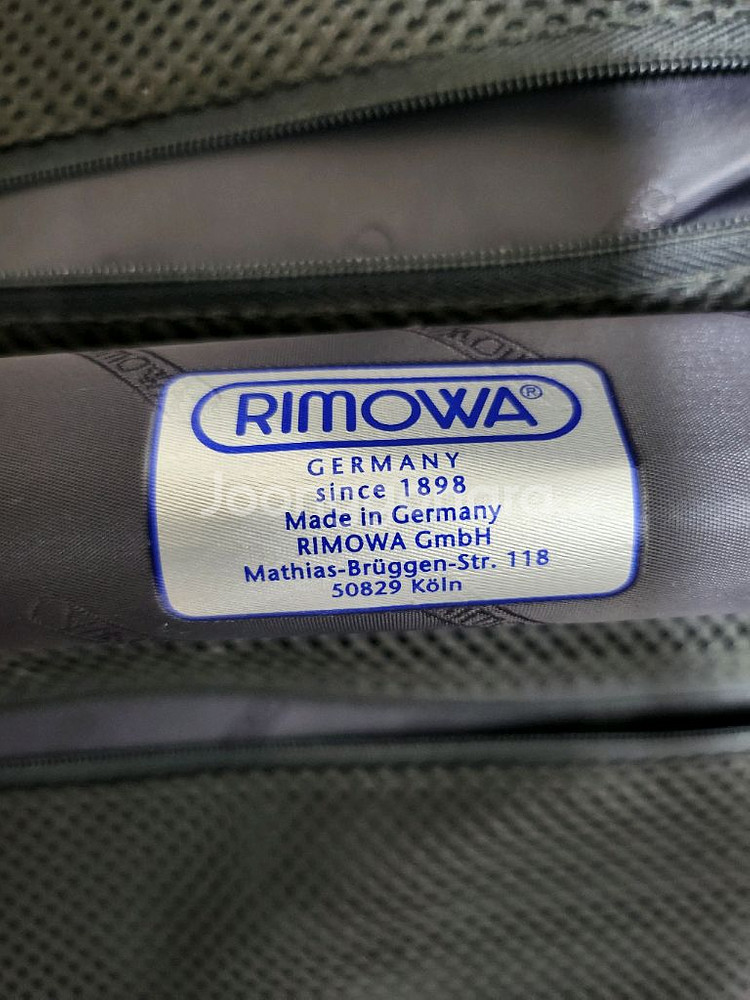 RIMOWA®
GERMANY
since 1898
Made in Germany
RIMOWA GmbH
Mathias-Brüggen-Str. 118
50829 Köln